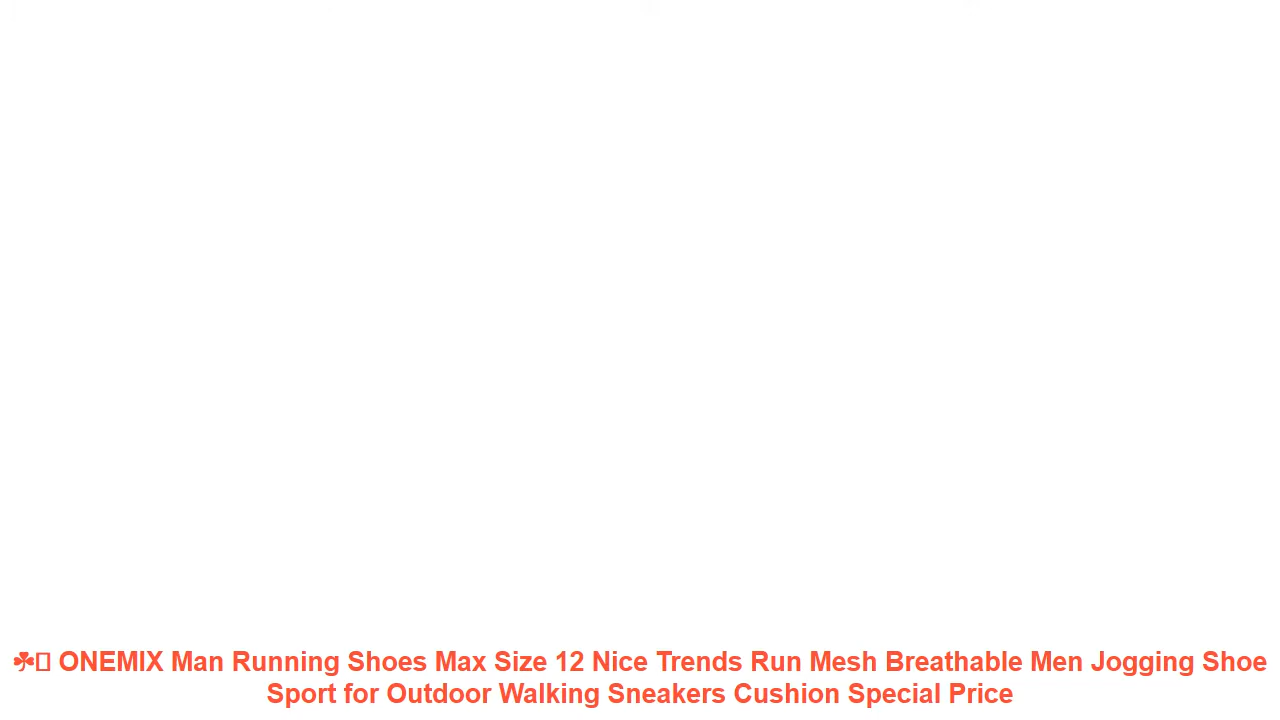 ☘️ ONEMIX Man Running Shoes Max Size 12 Nice Trends Run Mesh Breathable Men Jogging Shoe
Sport for Outdoor Walking Sneakers Cushion Special Price